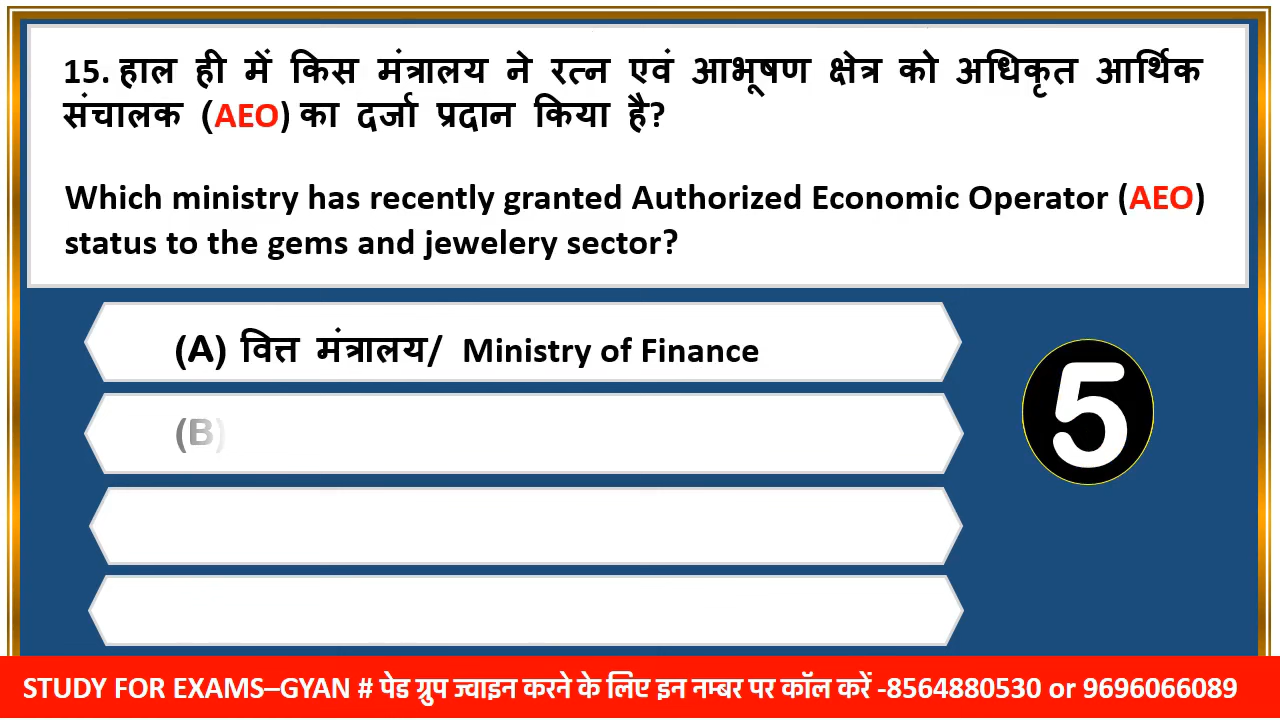 15. हाल ही में किस मंत्रालय ने रत्न एवं आभूषण क्षेत्र को अधिकृत आर्थिक
संचालक (AEO) का दर्जा प्रदान किया है?
Which ministry has recently granted Authorized Economic Operator (AEO)
status to the gems and jewelery sector?
(A) वित्त मंत्रालय/ Ministry of Finance
(B)
5
STUDY FOR EXAMS–GYAN # पेड ग्रुप ज्वाइन करने के लिए इन नम्बर पर कॉल करें -8564880530 or 9696066089